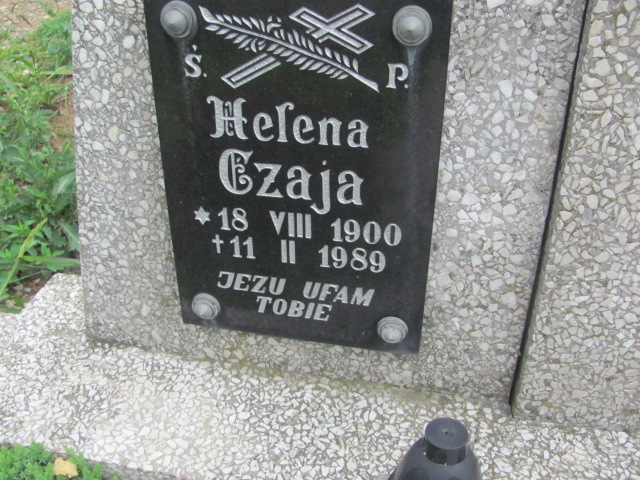 Ś. P.
Helena
Czaja
* 18 VIII 1900
† 11 II 1989
JEZU UFAM
TOBIE